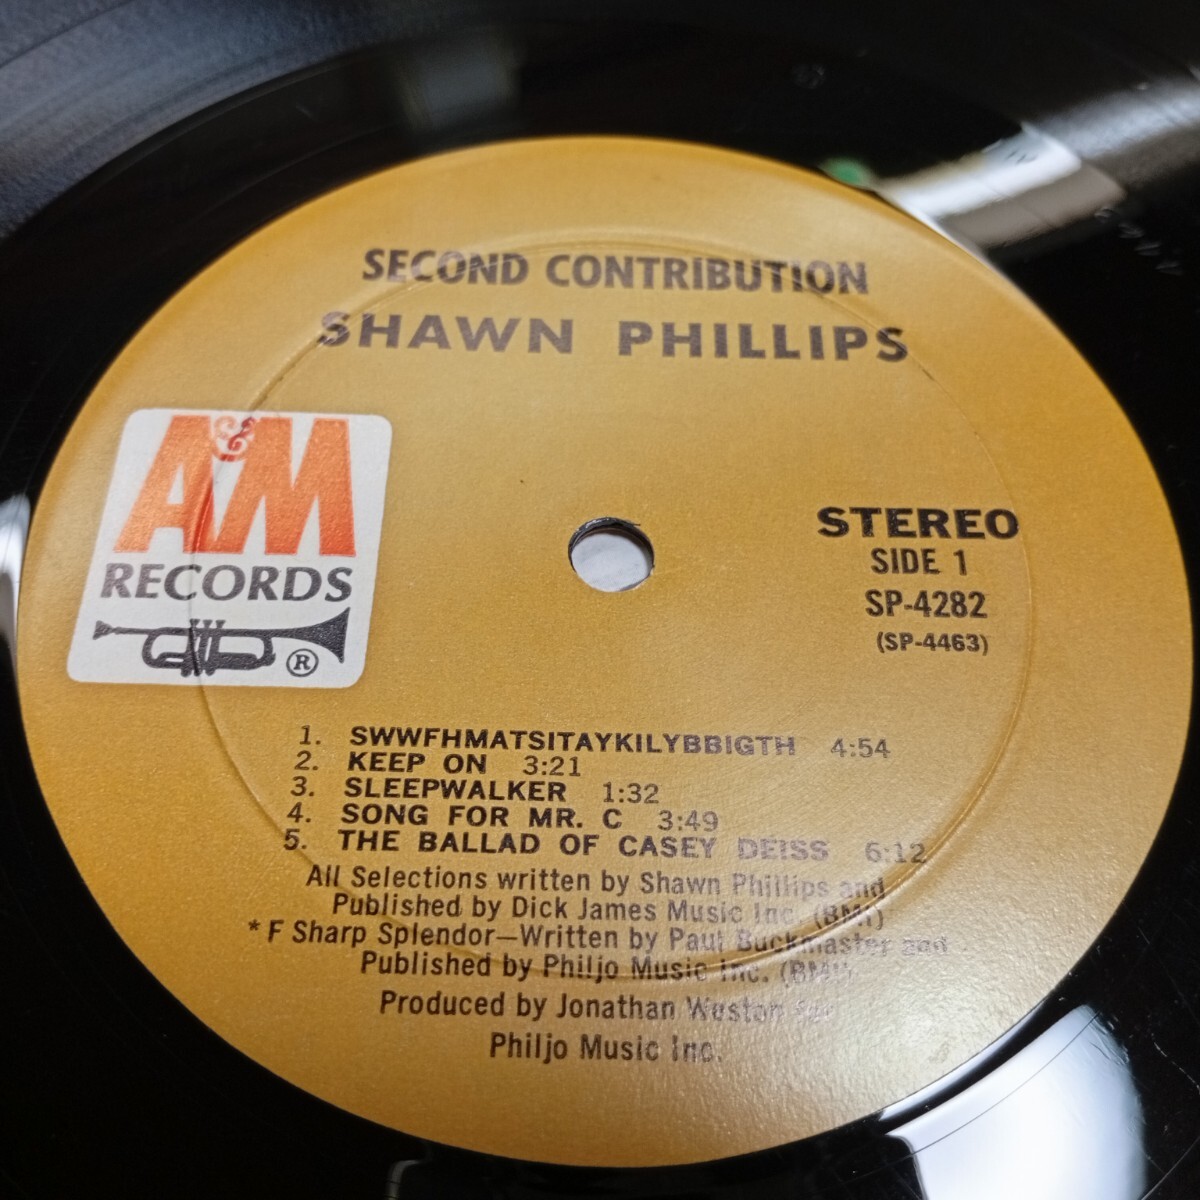 SECOND CONTRIBUTION
SHAWN PHILLIPS
A&M
RECORDS
®
STEREO
SIDE 1
SP-4282
(SP-4463)
1. SWWFHMATSITAYKILYBBIGTH 4:54
2. KEEP ON 3:21
3. SLEEPWALKER 1:32
4. SONG FOR MR. C 3:49
5. THE BALLAD OF CASEY DEISS 6:12
All Selections written by Shawn Phillips and
Published by Dick James Music Inc. (BMI)
* F Sharp Splendor—Written by Paul Buckmaster and
Published by Philjo Music Inc. (BMI)
Produced by Jonathan Weston for
Philjo Music Inc.